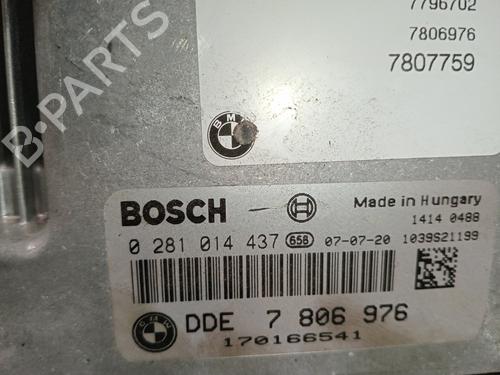 7796702
7806976
7807759
BMW
B-PARTS
BOSCH
Made in Hungary
1414 0488
0 281 014 437 658 07-07-20 1039S21199
DDE 7 806 976
170166541